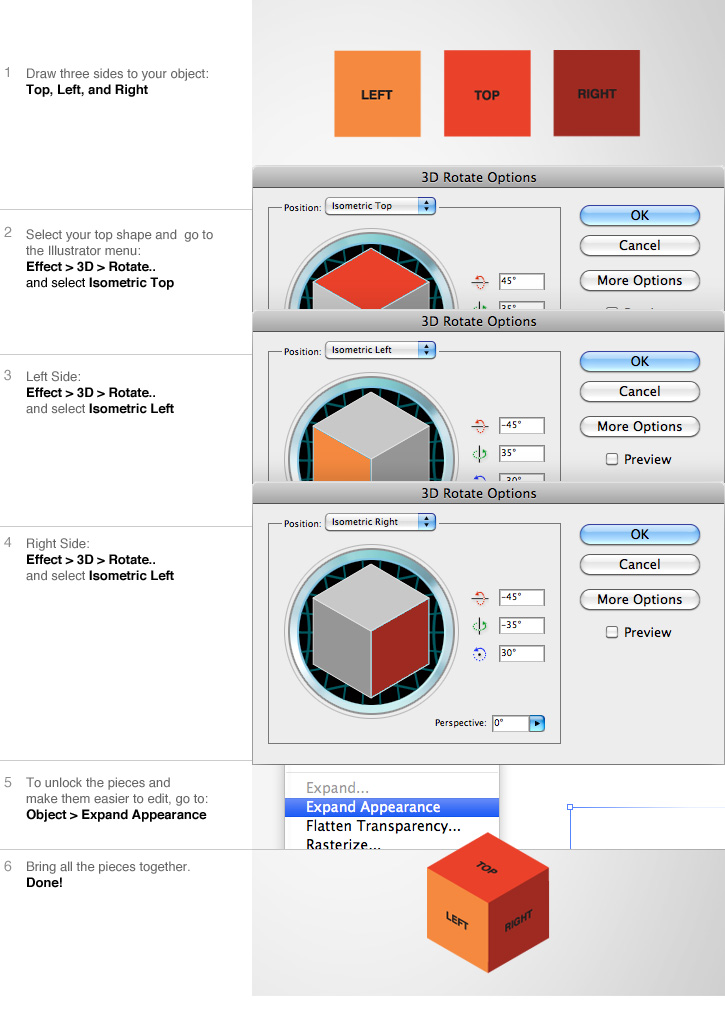 1 Draw three sides to your object:
Top, Left, and Right
LEFT
TOP
RIGHT
3D Rotate Options
Position: Isometric Top
OK
Cancel
More Options
45°
2 Select your top shape and go to
the Illustrator menu:
Effect > 3D > Rotate..
and select Isometric Top
3D Rotate Options
Position: Isometric Left
OK
Cancel
More Options
Preview
-45°
35°
3 Left Side:
Effect > 3D > Rotate..
and select Isometric Left
3D Rotate Options
Position: Isometric Right
OK
Cancel
More Options
Preview
-45°
-35°
30°
Perspective: 0°
4 Right Side:
Effect > 3D > Rotate..
and select Isometric Left
5 To unlock the pieces and
make them easier to edit, go to:
Object > Expand Appearance
Expand...
Expand Appearance
Flatten Transparency...
Rasterize...
6 Bring all the pieces together.
Done!
TOP
LEFT
RIGHT